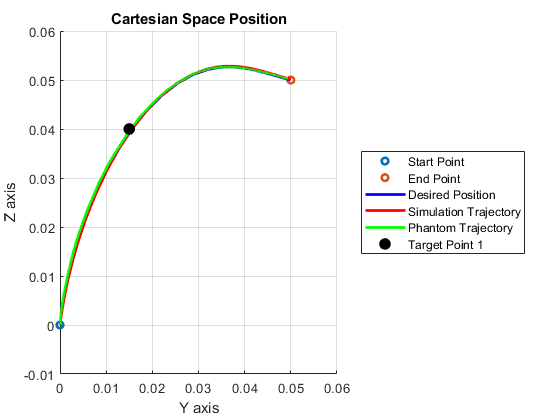 Cartesian Space Position
0.06
0.05
0.04
0.03
0.02
0.01
0
-0.01
Z axis
0 0.01 0.02 0.03 0.04 0.05 0.06
Y axis
Start Point
End Point
Desired Position
Simulation Trajectory
Phantom Trajectory
Target Point 1